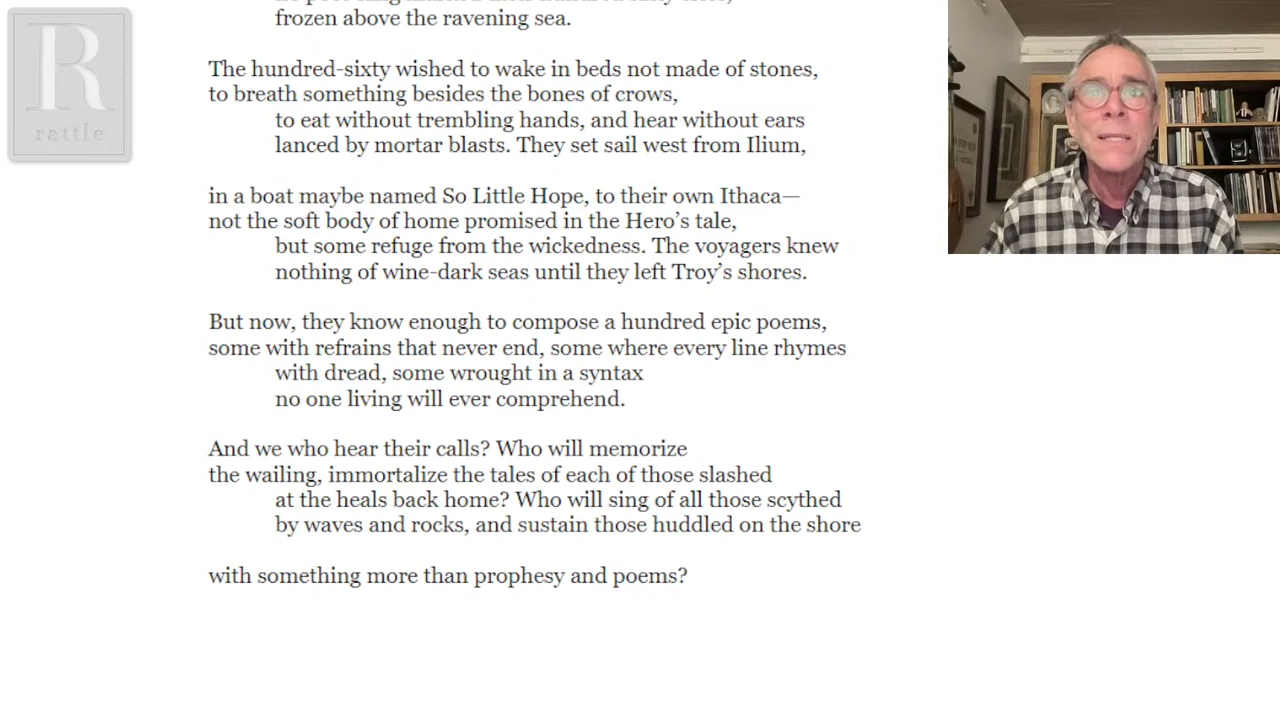 R
rattle
frozen above the ravening sea.
The hundred-sixty wished to wake in beds not made of stones,
to breath something besides the bones of crows,
to eat without trembling hands, and hear without ears
lanced by mortar blasts. They set sail west from Ilium,
in a boat maybe named So Little Hope, to their own Ithaca—
not the soft body of home promised in the Hero’s tale,
but some refuge from the wickedness. The voyagers knew
nothing of wine-dark seas until they left Troy’s shores.
But now, they know enough to compose a hundred epic poems,
some with refrains that never end, some where every line rhymes
with dread, some wrought in a syntax
no one living will ever comprehend.
And we who hear their calls? Who will memorize
the wailing, immortalize the tales of each of those slashed
at the heals back home? Who will sing of all those scythed
by waves and rocks, and sustain those huddled on the shore
with something more than prophesy and poems?